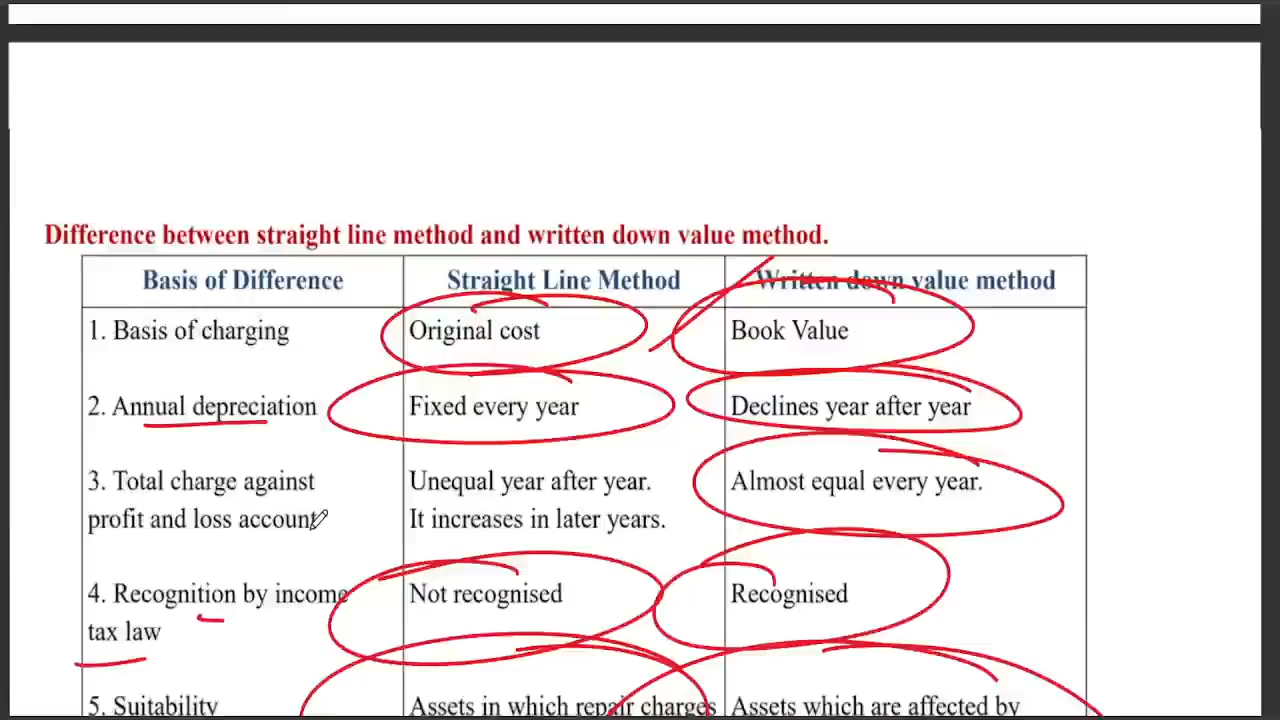 Difference between straight line method and written down value method.
Basis of Difference Straight Line Method Written down value method
1. Basis of charging Original cost Book Value
2. Annual depreciation Fixed every year Declines year after year
3. Total charge against Unequal year after year. Almost equal every year.
profit and loss account It increases in later years.
4. Recognition by income Not recognised Recognised
tax law
5. Suitability Assets in which repair charges Assets which are affected by